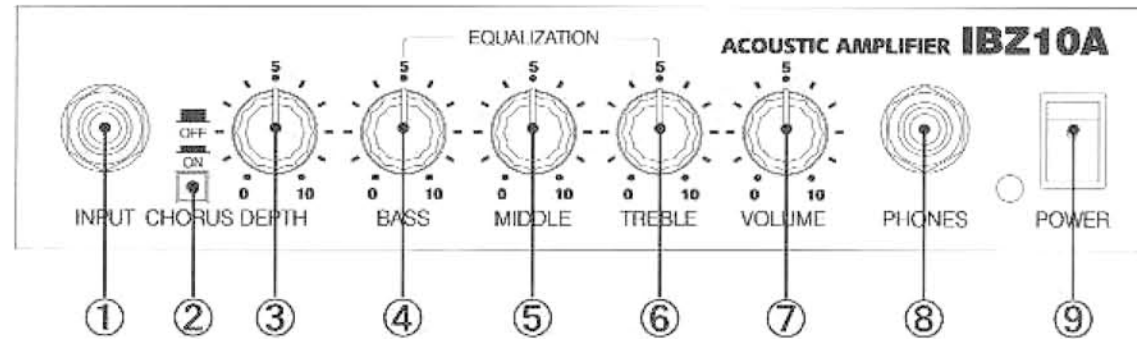 EQUALIZATION
ACOUSTIC AMPLIFIER IBZ10A
5 5 5 5 5
OFF
ON
0 10 0 10 0 10 0 10 0 10
INPUT CHORUS DEPTH BASS MIDDLE TREBLE VOLUME PHONES POWER
① ② ③ ④ ⑤ ⑥ ⑦ ⑧ ⑨